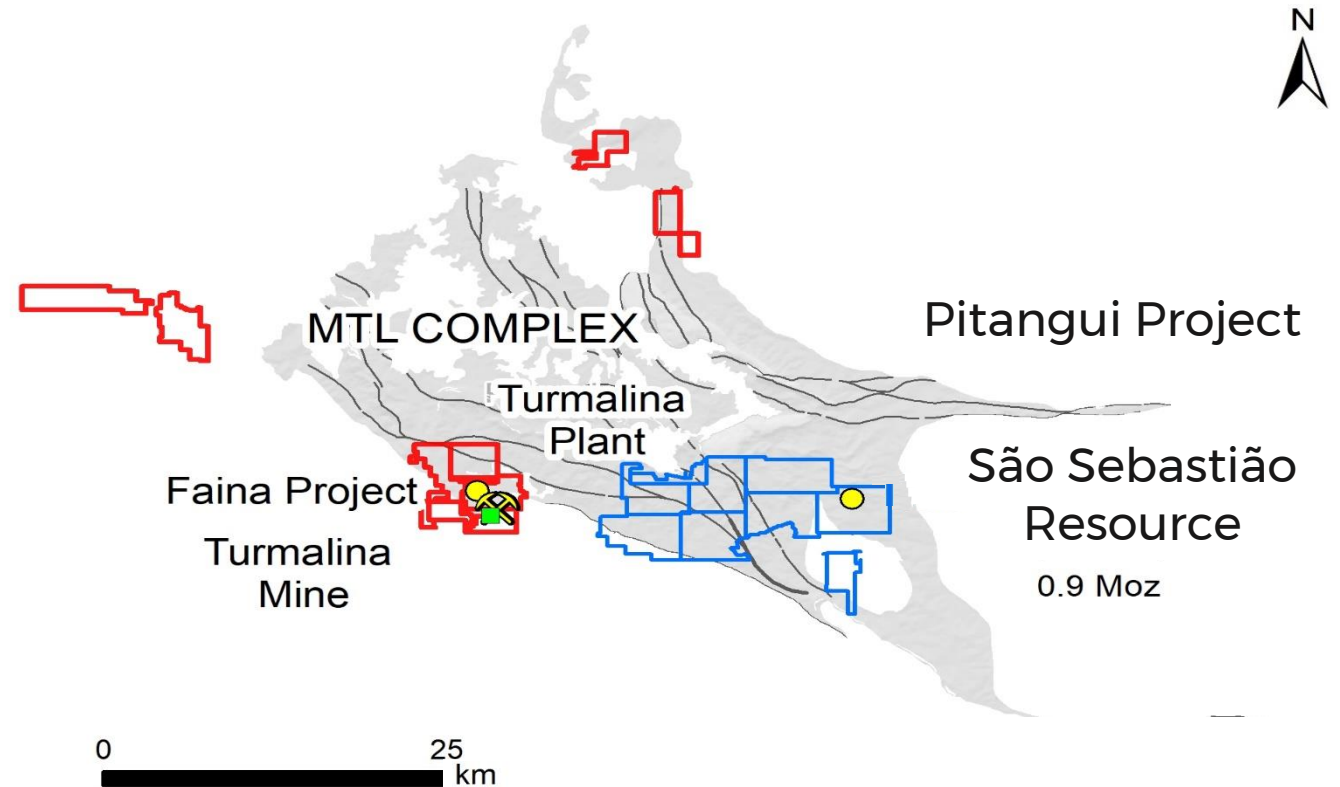 N
Pitangui Project
MTL COMPLEX
Turmalina
Plant
São Sebastião
Resource
0.9 Moz
Faina Project
Turmalina
Mine
0
25
km